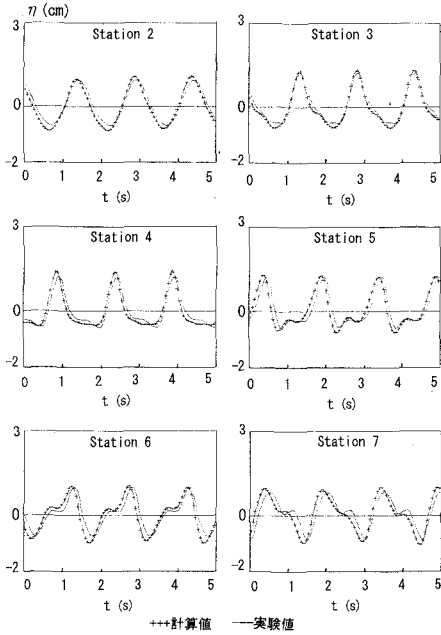 η (cm)
Station 2
Station 3
3
0
-2
0 1 2 3 4 5
t (s)
3
0
-2
0 1 2 3 4 5
t (s)
Station 4
Station 5
3
0
-2
0 1 2 3 4 5
t (s)
3
0
-2
0 1 2 3 4 5
t (s)
Station 6
Station 7
3
0
-2
0 1 2 3 4 5
t (s)
3
0
-2
0 1 2 3 4 5
t (s)
+++計算値 ---実験値